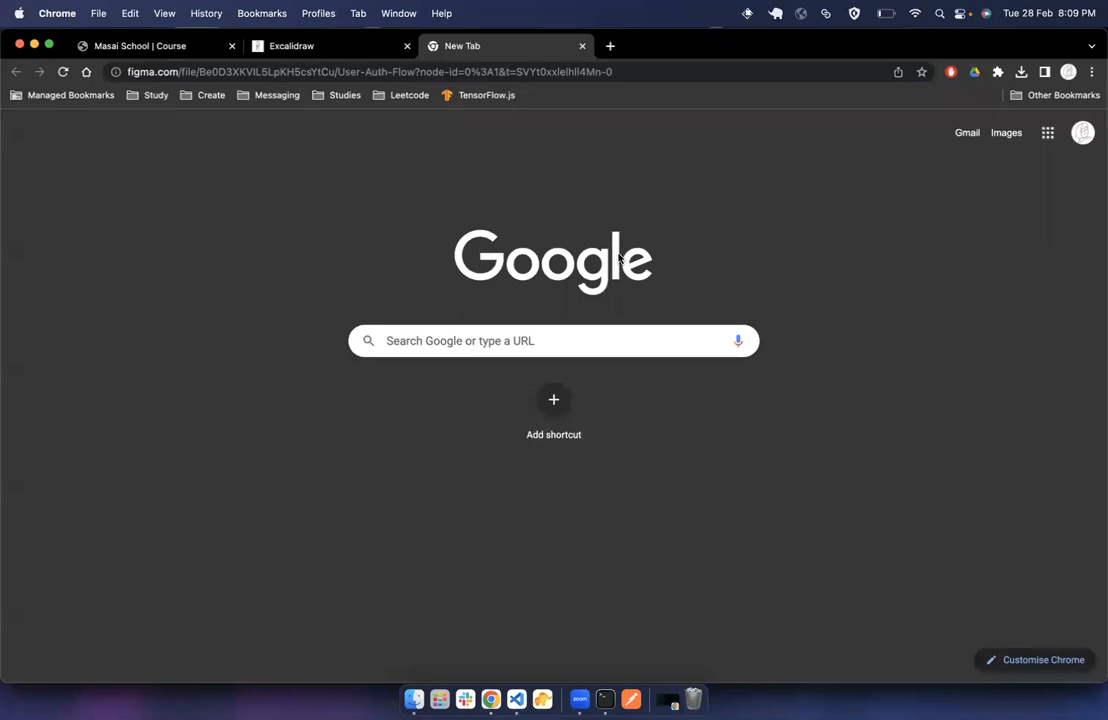 Chrome File Edit View History Bookmarks Profiles Tab Window Help Tue 28 Feb 8:09 PM
Masai School | Course Excalidraw New Tab
figma.com/file/Be0D3XKVIL5LpKH5csYtCu/User-Auth-Flow?node-id=0%3A1&t=SVYt0xxlelhll4Mn-0
Managed Bookmarks Study Create Messaging Studies Leetcode TensorFlow.js Other Bookmarks
Gmail Images
Google
Search Google or type a URL
Add shortcut
Customise Chrome
zoom